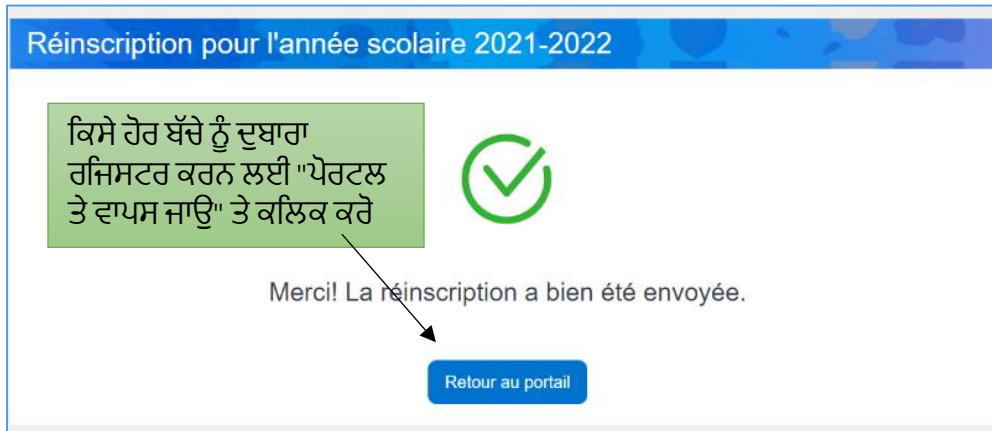 Réinscription pour l'année scolaire 2021-2022
ਕਿਸੇ ਹੋਰ ਬੱਚੇ ਨੂੰ ਦੁਬਾਰਾ
ਰਜਿਸਟਰ ਕਰਨ ਲਈ "ਪੋਰਟਲ
ਤੇ ਵਾਪਸ ਜਾਉ" ਤੇ ਕਲਿਕ ਕਰੋ
Merci! La réinscription a bien été envoyée.
Retour au portail